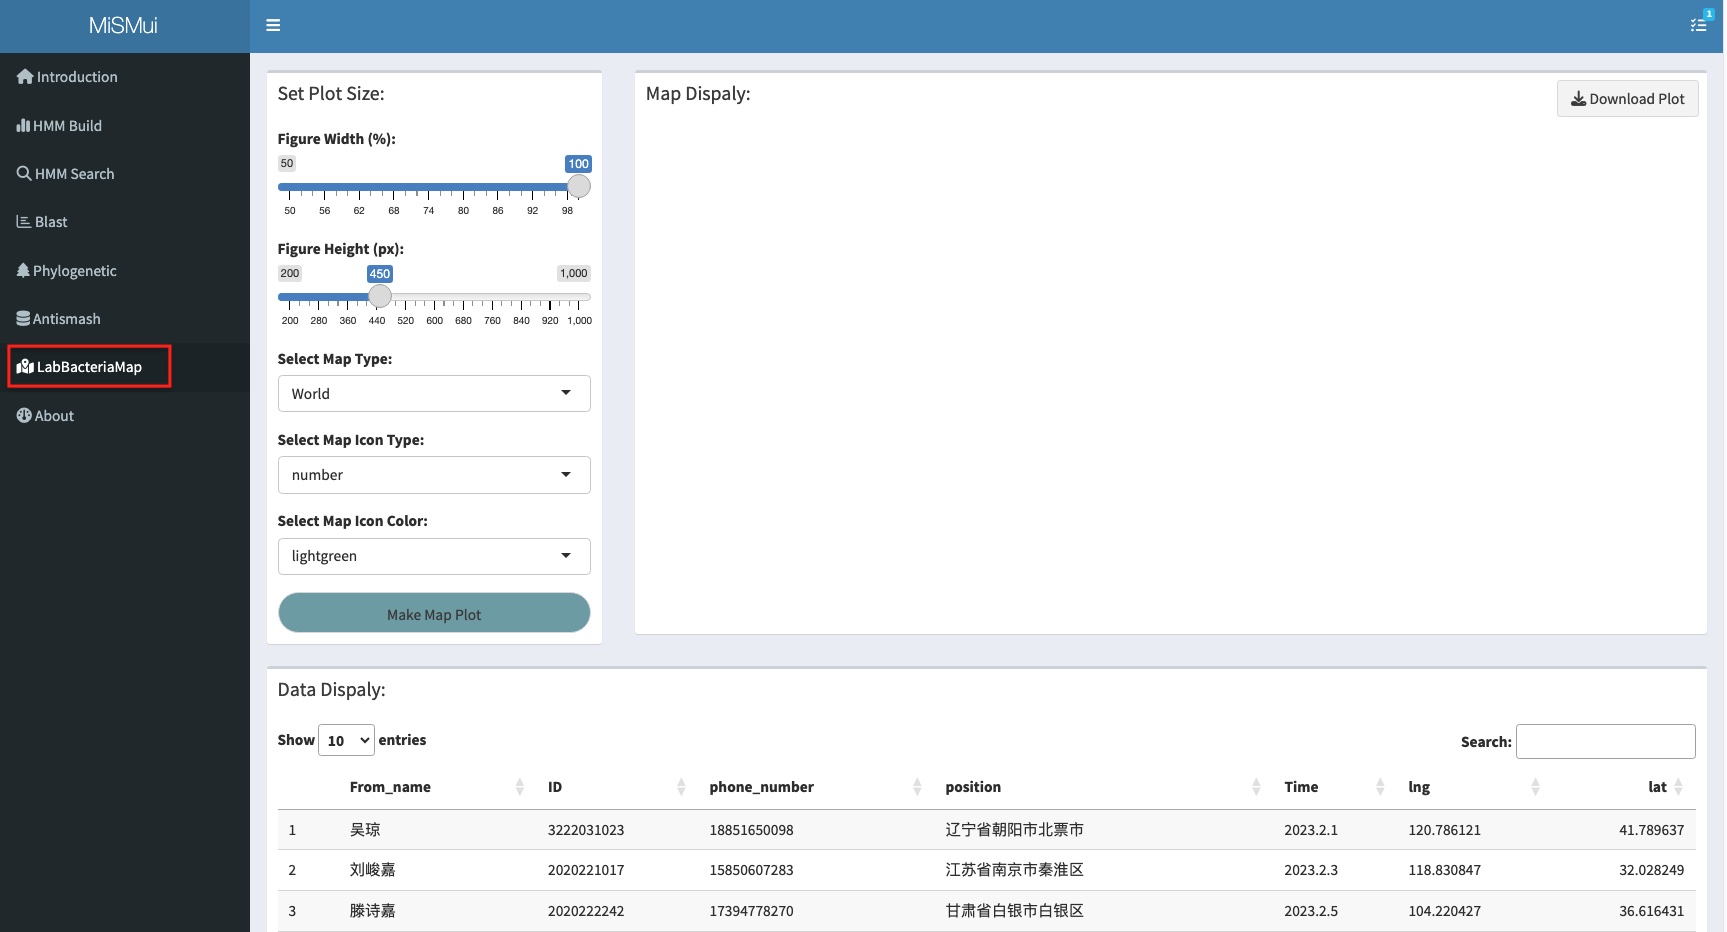 MiSMui
1
Introduction
HMM Build
HMM Search
Blast
Phylogenetic
Antismash
LabBacteriaMap
About
Set Plot Size:
Figure Width (%):
50 100
50 56 62 68 74 80 86 92 98
Figure Height (px):
200 450 1,000
200 280 360 440 520 600 680 760 840 920 1,000
Select Map Type:
World
Select Map Icon Type:
number
Select Map Icon Color:
lightgreen
Make Map Plot
Map Dispaly:
Download Plot
Data Dispaly:
Show 10 entries
Search:
From_name ID phone_number position Time lng lat
1 吴琼 3222031023 18851650098 辽宁省朝阳市北票市 2023.2.1 120.786121 41.789637
2 刘峻嘉 2020221017 15850607283 江苏省南京市秦淮区 2023.2.3 118.830847 32.028249
3 滕诗嘉 2020222242 17394778270 甘肃省白银市白银区 2023.2.5 104.220427 36.616431